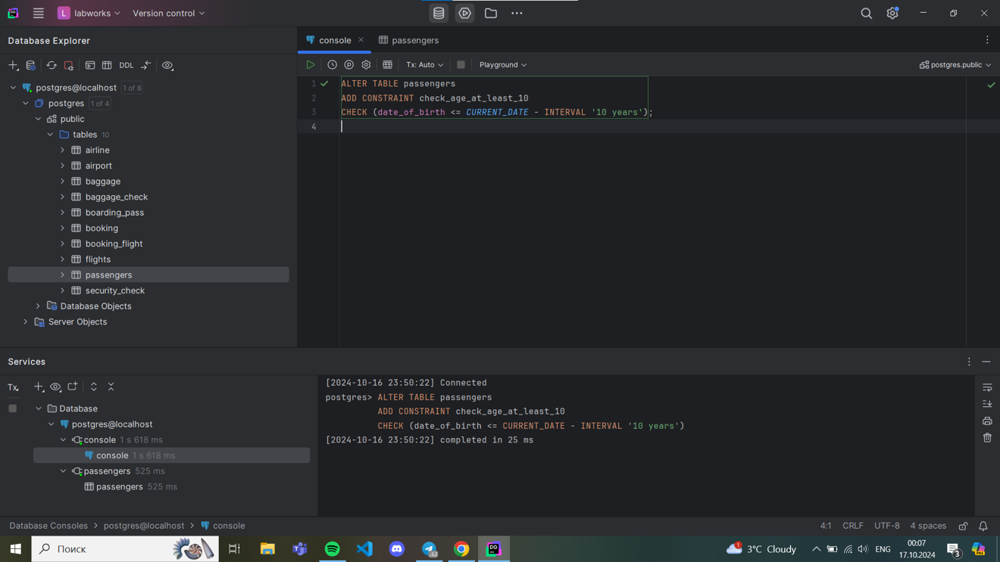 L labworks Version control
Database Explorer
console passengers
DDL
Tx: Auto Playground postgres.public
postgres@localhost 1 of 8
postgres 1 of 4
public
tables 10
airline
airport
baggage
baggage_check
boarding_pass
booking
booking_flight
flights
passengers
security_check
Database Objects
Server Objects
1 ALTER TABLE passengers
2 ADD CONSTRAINT check_age_at_least_10
3 CHECK (date_of_birth <= CURRENT_DATE - INTERVAL '10 years');
4
Services
Tx
Database
postgres@localhost
console 1 s 618 ms
console 1 s 618 ms
passengers 525 ms
passengers 525 ms
[2024-10-16 23:50:22] Connected
postgres> ALTER TABLE passengers
ADD CONSTRAINT check_age_at_least_10
CHECK (date_of_birth <= CURRENT_DATE - INTERVAL '10 years')
[2024-10-16 23:50:22] completed in 25 ms
Database Consoles > postgres@localhost > console 4:1 CRLF UTF-8 4 spaces
Поиск
62
DG
1 3°C Cloudy
ENG
00:07
17.10.2024
3
PRE